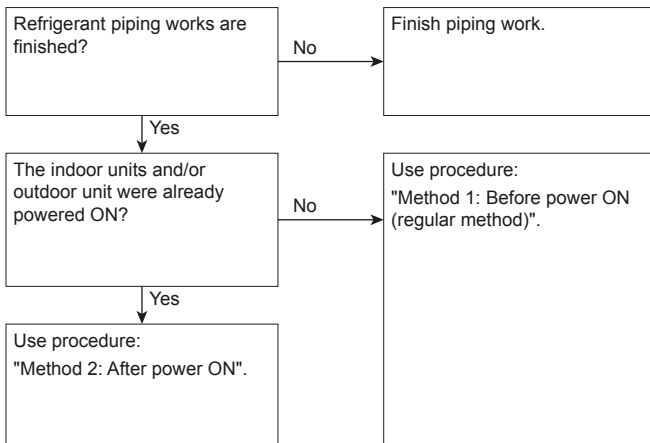 Refrigerant piping works are
finished?
No
Finish piping work.
Yes
The indoor units and/or
outdoor unit were already
powered ON?
No
Use procedure:
"Method 1: Before power ON
(regular method)".
Yes
Use procedure:
"Method 2: After power ON".